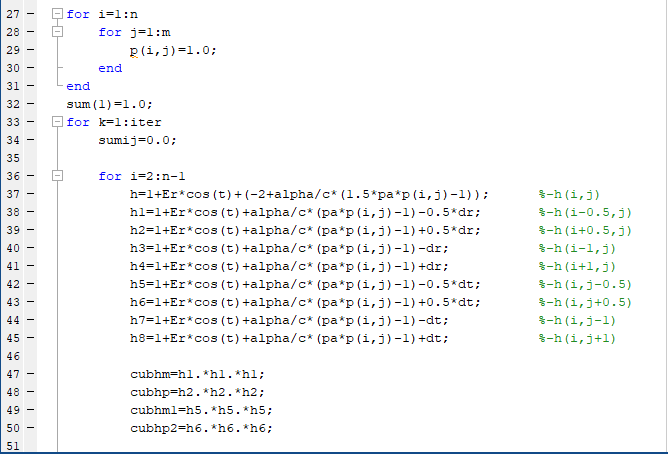 27 - for i=1:n
28 - for j=1:m
29 - p(i,j)=1.0;
30 - end
31 - end
32 - sum(1)=1.0;
33 - for k=1:iter
34 - sumij=0.0;
35
36 - for i=2:n-1
37 - h=1+Er*cos(t)+(-2+alpha/c*(1.5*pa*p(i,j)-1)); %-h(i,j)
38 - h1=1+Er*cos(t)+alpha/c*(pa*p(i,j)-1)-0.5*dr; %-h(i-0.5,j)
39 - h2=1+Er*cos(t)+alpha/c*(pa*p(i,j)-1)+0.5*dr; %-h(i+0.5,j)
40 - h3=1+Er*cos(t)+alpha/c*(pa*p(i,j)-1)-dr; %-h(i-1,j)
41 - h4=1+Er*cos(t)+alpha/c*(pa*p(i,j)-1)+dr; %-h(i+1,j)
42 - h5=1+Er*cos(t)+alpha/c*(pa*p(i,j)-1)-0.5*dt; %-h(i,j-0.5)
43 - h6=1+Er*cos(t)+alpha/c*(pa*p(i,j)-1)+0.5*dt; %-h(i,j+0.5)
44 - h7=1+Er*cos(t)+alpha/c*(pa*p(i,j)-1)-dt; %-h(i,j-1)
45 - h8=1+Er*cos(t)+alpha/c*(pa*p(i,j)-1)+dt; %-h(i,j+1)
46
47 - cubhm=h1.*h1.*h1;
48 - cubhp=h2.*h2.*h2;
49 - cubhm1=h5.*h5.*h5;
50 - cubhp2=h6.*h6.*h6;
51